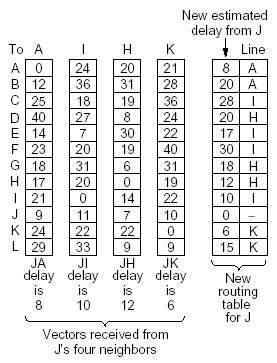 New estimated
delay from J
To A I H K Line
A 0 24 20 21 8 A
B 12 36 31 28 20 A
C 25 18 19 36 28 I
D 40 27 8 24 20 H
E 14 7 30 22 17 I
F 23 20 19 40 30 I
G 18 31 6 31 18 H
H 17 20 0 19 12 H
I 21 0 14 22 10 I
J 9 11 7 10 0 –
K 24 22 22 0 6 K
L 29 33 9 9 15 K
JA JI JH JK
delay delay delay delay
is is is is
8 10 12 6
New
routing
table
for J
Vectors received from
J's four neighbors